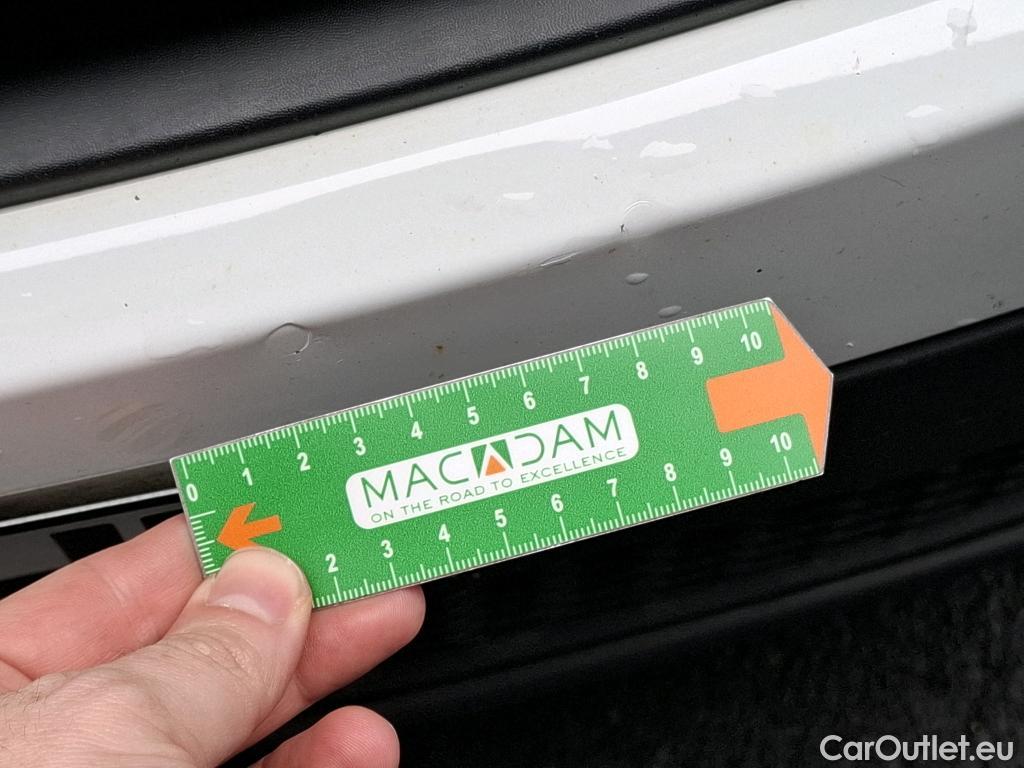 0 1 2 3 4 5 6 7 8 9 10
MACADAM
ON THE ROAD TO EXCELLENCE
2 3 4 5 6 7 8 9 10
CarOutlet.eu